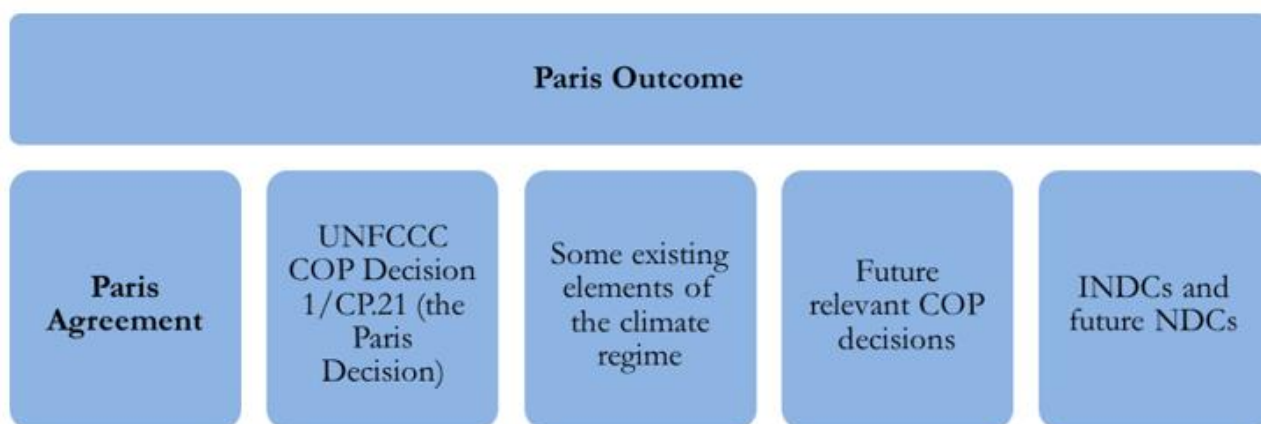 Paris Outcome
Paris
Agreement
UNFCCC
COP Decision
1/CP.21 (the
Paris
Decision)
Some existing
elements of
the climate
regime
Future
relevant COP
decisions
INDCs and
future NDCs